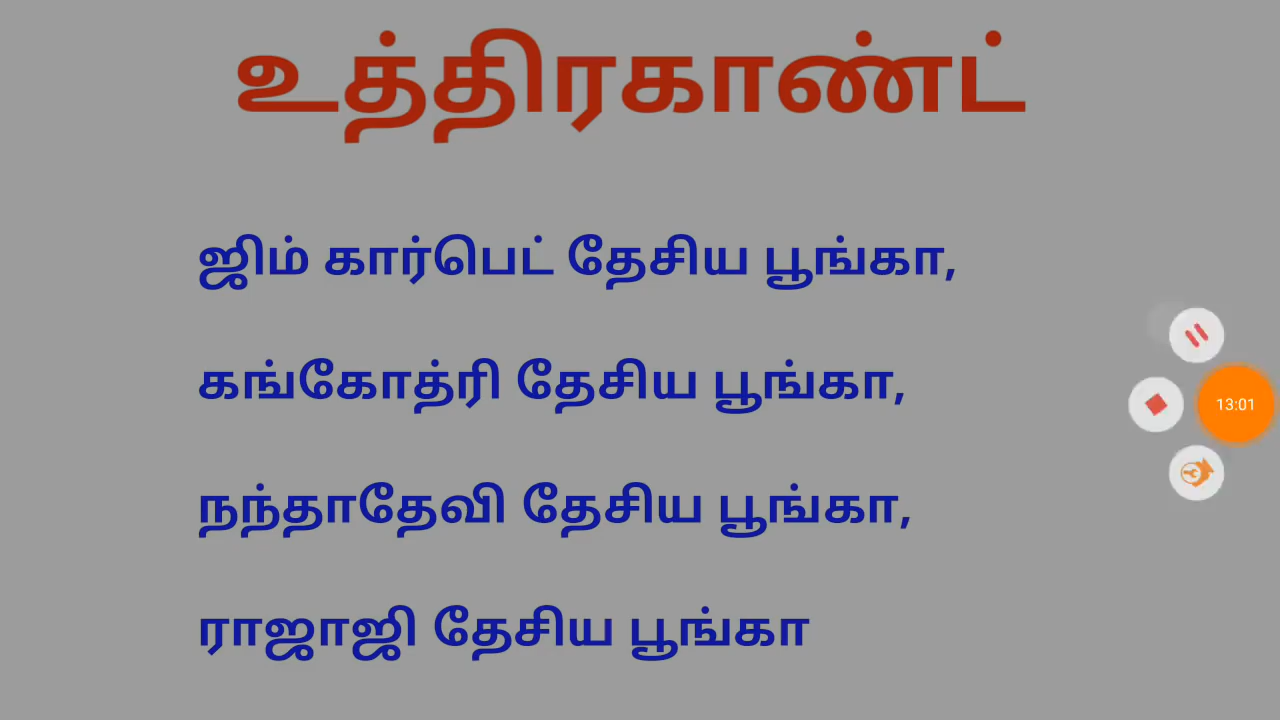 உத்திரகாண்ட்
ஜிம் கார்பெட் தேசிய பூங்கா,
கங்கோத்ரி தேசிய பூங்கா,
13:01
நந்தாதேவி தேசிய பூங்கா,
ராஜாஜி தேசிய பூங்கா